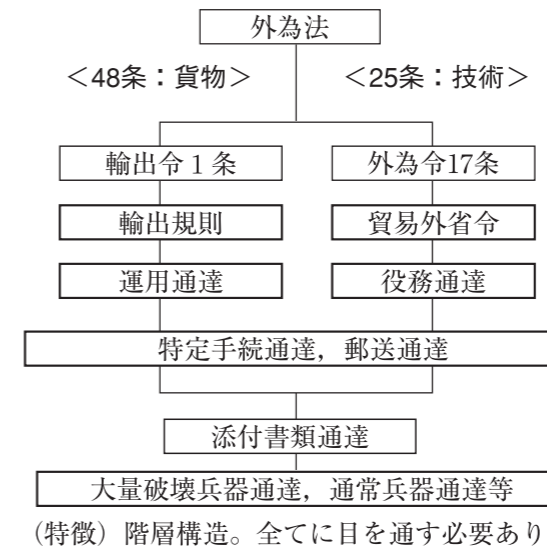 外為法
＜48条：貨物＞ ＜25条：技術＞
輸出令１条 外為令17条
輸出規則 貿易外省令
運用通達 役務通達
特定手続通達，郵送通達
添付書類通達
大量破壊兵器通達，通常兵器通達等
（特徴）階層構造。全てに目を通す必要あり